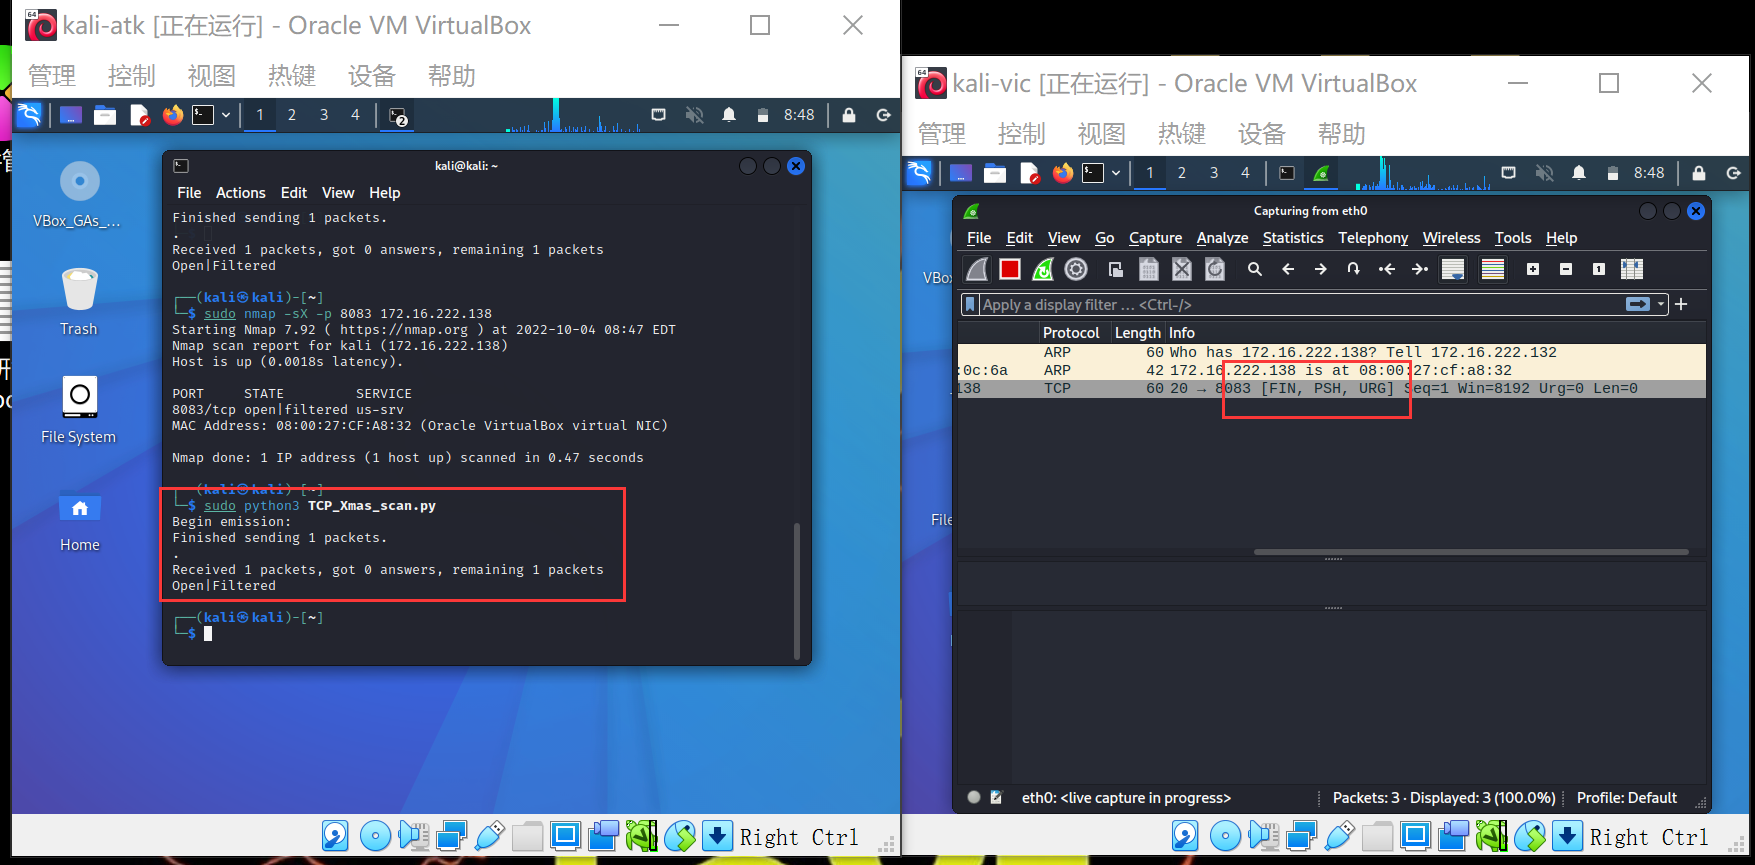 kali-atk [正在运行] - Oracle VM VirtualBox
管理 控制 视图 热键 设备 帮助
1 2 3 4 2 8:48
VBox_GAs_...
Trash
File System
Home
kali@kali: ~
File Actions Edit View Help
Finished sending 1 packets.
.
Received 1 packets, got 0 answers, remaining 1 packets
Open|Filtered
┌──(kali㉿kali)-[~]
└─$ sudo nmap -sX -p 8083 172.16.222.138
Starting Nmap 7.92 ( https://nmap.org ) at 2022-10-04 08:47 EDT
Nmap scan report for kali (172.16.222.138)
Host is up (0.0018s latency).
PORT STATE SERVICE
8083/tcp open|filtered us-srv
MAC Address: 08:00:27:CF:A8:32 (Oracle VirtualBox virtual NIC)
Nmap done: 1 IP address (1 host up) scanned in 0.47 seconds
┌──(kali㉿kali)-[~]
└─$ sudo python3 TCP_Xmas_scan.py
Begin emission:
Finished sending 1 packets.
.
Received 1 packets, got 0 answers, remaining 1 packets
Open|Filtered
┌──(kali㉿kali)-[~]
└─$
Right Ctrl
kali-vic [正在运行] - Oracle VM VirtualBox
管理 控制 视图 热键 设备 帮助
1 2 3 4 8:48
VBox
File
Capturing from eth0
File Edit View Go Capture Analyze Statistics Telephony Wireless Tools Help
Apply a display filter ... <Ctrl-/>
Protocol Length Info
ARP 60 Who has 172.16.222.138? Tell 172.16.222.132
:0c:6a ARP 42 172.16.222.138 is at 08:00:27:cf:a8:32
138 TCP 60 20 → 8083 [FIN, PSH, URG] Seq=1 Win=8192 Urg=0 Len=0
eth0: <live capture in progress> Packets: 3 · Displayed: 3 (100.0%) Profile: Default
Right Ctrl